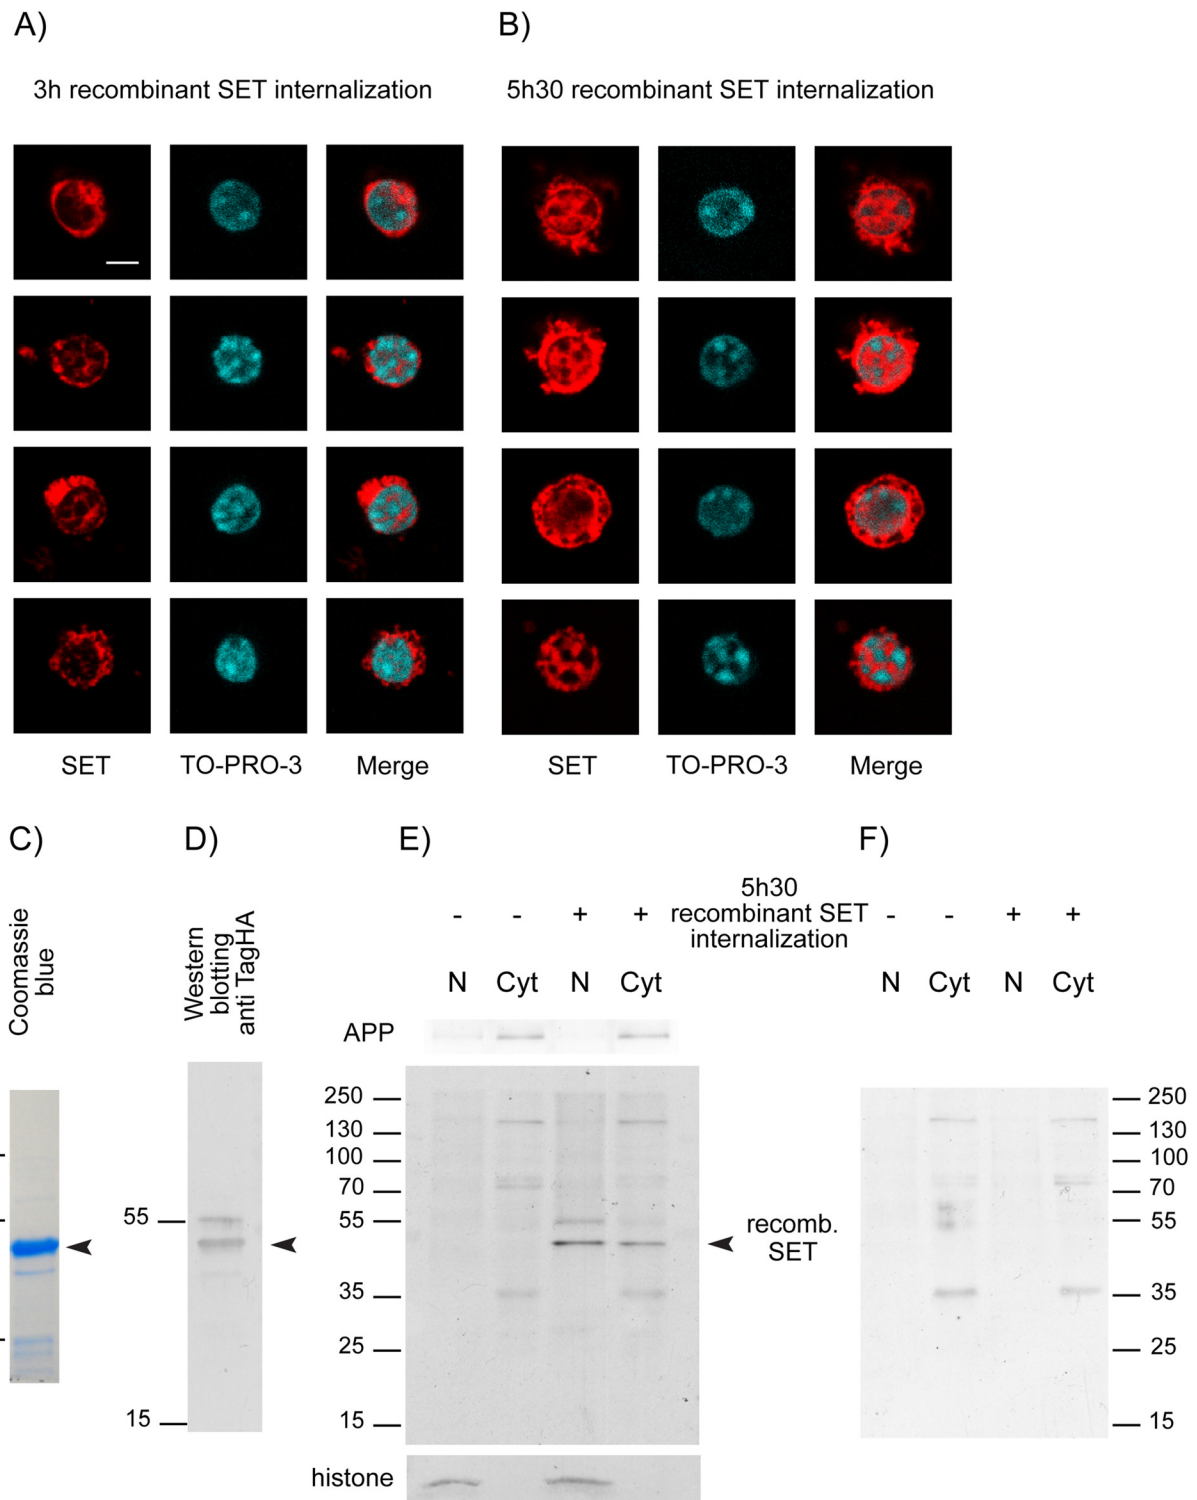 A)
B)
3h recombinant SET internalization
5h30 recombinant SET internalization
SET TO-PRO-3 Merge
SET TO-PRO-3 Merge
C)
D)
E)
F)
Coomassie
blue
Western
blotting
anti TagHA
55
15
5h30
recombinant SET
internalization
- - + +
N Cyt N Cyt
APP
250
130
100
70
55
35
25
15
histone
recomb.
SET
- - + +
N Cyt N Cyt
250
130
100
70
55
35
25
15